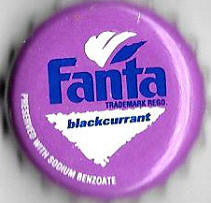 Fanta
TRADEMARK REGD.
blackcurrant
PRESERVED WITH SODIUM BENZOATE